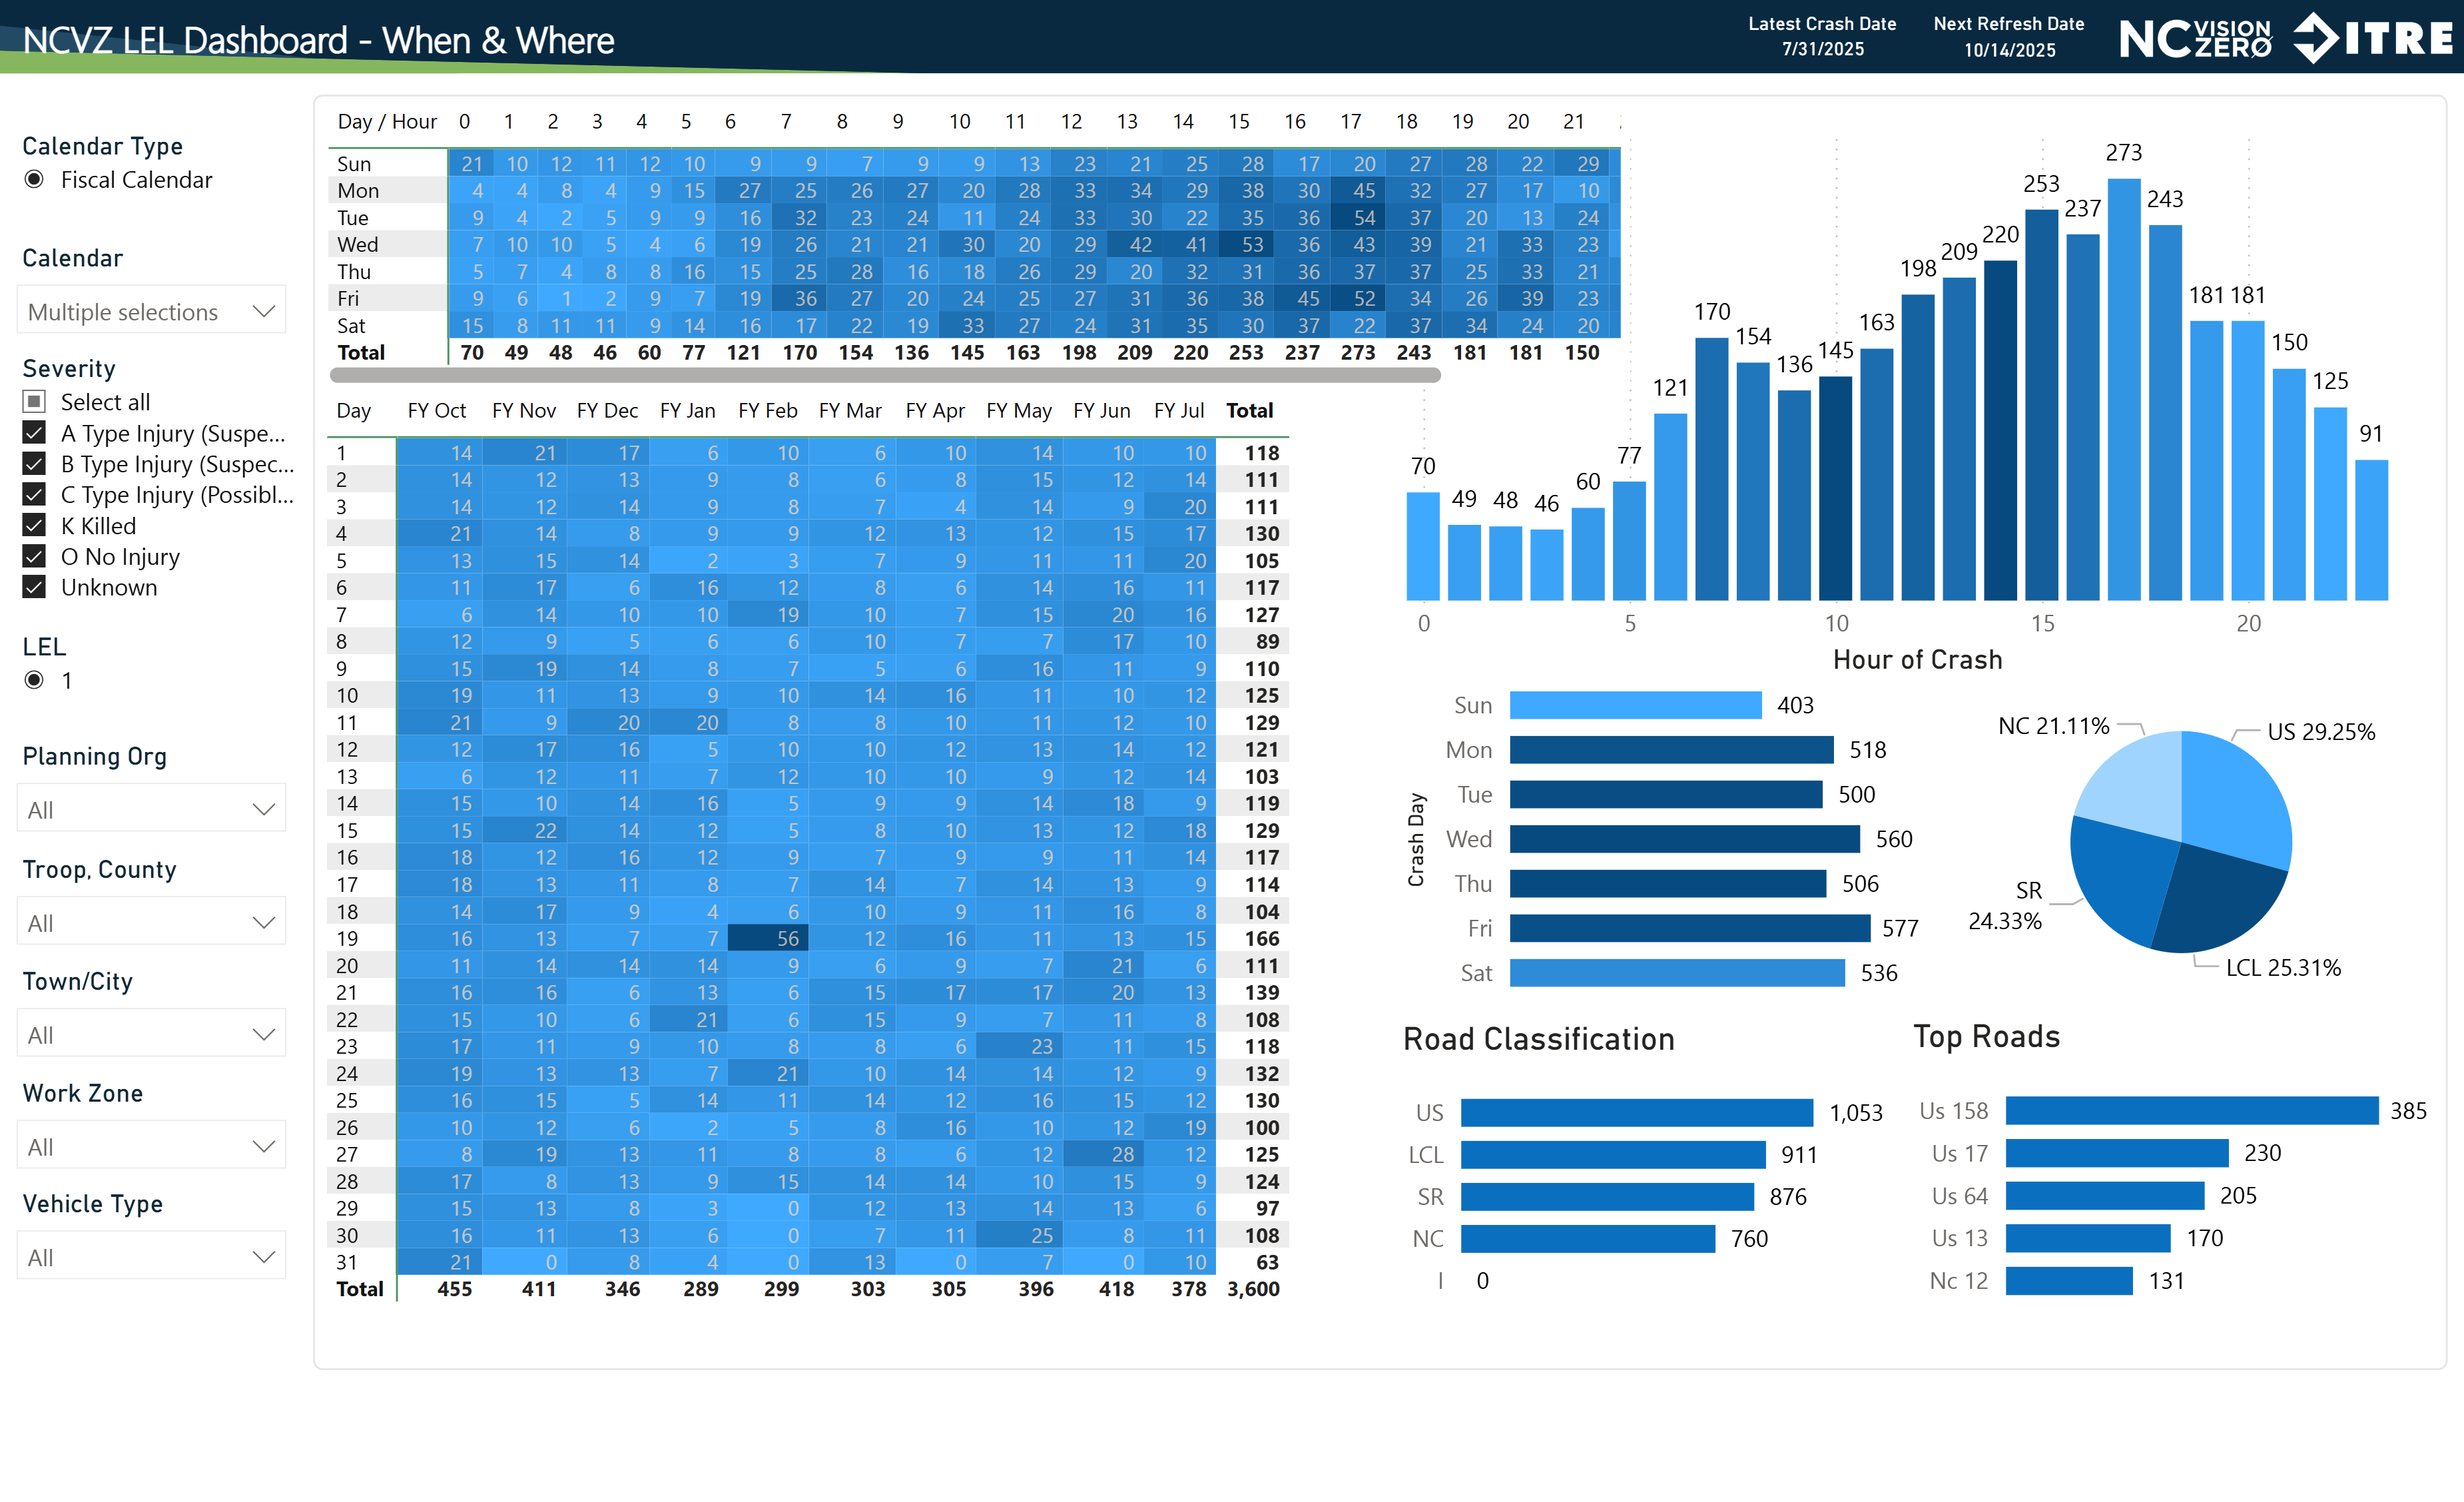 NCVZ LEL Dashboard - When & Where
Latest Crash Date
7/31/2025
Next Refresh Date
10/14/2025
NC VISION ZERO
ITRE
Calendar Type
Fiscal Calendar
Calendar
Multiple selections
Severity
Select all
A Type Injury (Suspe...
B Type Injury (Suspec...
C Type Injury (Possibl...
K Killed
O No Injury
Unknown
LEL
1
Planning Org
All
Troop, County
All
Town/City
All
Work Zone
All
Vehicle Type
All
Day / Hour 0 1 2 3 4 5 6 7 8 9 10 11 12 13 14 15 16 17 18 19 20 21
Sun 21 10 12 11 12 10 9 9 7 9 9 13 23 21 25 28 17 20 27 28 22 29
Mon 4 4 8 4 9 15 27 25 26 27 20 28 33 34 29 38 30 45 32 27 17 10
Tue 9 4 2 5 9 9 16 32 23 24 11 24 33 30 22 35 36 54 37 20 13 24
Wed 7 10 10 5 4 6 19 26 21 21 30 20 29 42 41 53 36 43 39 21 33 23
Thu 5 7 4 8 8 16 15 25 28 16 18 26 29 20 32 31 36 37 37 25 33 21
Fri 9 6 1 2 9 7 19 36 27 20 24 25 27 31 36 38 45 52 34 26 39 23
Sat 15 8 11 11 9 14 16 17 22 19 33 27 24 31 35 30 37 22 37 34 24 20
Total 70 49 48 46 60 77 121 170 154 136 145 163 198 209 220 253 237 273 243 181 181 150
Day FY Oct FY Nov FY Dec FY Jan FY Feb FY Mar FY Apr FY May FY Jun FY Jul Total
1 14 21 17 6 10 6 10 14 10 10 118
2 14 12 13 9 8 6 8 15 12 14 111
3 14 12 14 9 8 7 4 14 9 20 111
4 21 14 8 9 9 12 13 12 15 17 130
5 13 15 14 2 3 7 9 11 11 20 105
6 11 17 6 16 12 8 6 14 16 11 117
7 6 14 10 10 19 10 7 15 20 16 127
8 12 9 5 6 6 10 7 7 17 10 89
9 15 19 14 8 7 5 6 16 11 9 110
10 19 11 13 9 10 14 16 11 10 12 125
11 21 9 20 20 8 8 10 11 12 10 129
12 12 17 16 5 10 10 12 13 14 12 121
13 6 12 11 7 12 10 10 9 12 14 103
14 15 10 14 16 5 9 9 14 18 9 119
15 15 22 14 12 5 8 10 13 12 18 129
16 18 12 16 12 9 7 9 9 11 14 117
17 18 13 11 8 7 14 7 14 13 9 114
18 14 17 9 4 6 10 9 11 16 8 104
19 16 13 7 7 56 12 16 11 13 15 166
20 11 14 14 14 9 6 9 7 21 6 111
21 16 16 6 13 6 15 17 17 20 13 139
22 15 10 6 21 6 15 9 7 11 8 108
23 17 11 9 10 8 8 6 23 11 15 118
24 19 13 13 7 21 10 14 14 12 9 132
25 16 15 5 14 11 14 12 16 15 12 130
26 10 12 6 2 5 8 16 10 12 19 100
27 8 19 13 11 8 8 6 12 28 12 125
28 17 8 13 9 15 14 14 10 15 9 124
29 15 13 8 3 0 12 13 14 13 6 97
30 16 11 13 6 0 7 11 25 8 11 108
31 21 0 8 4 0 13 0 7 0 10 63
Total 455 411 346 289 299 303 305 396 418 378 3,600
70 49 48 46 60 77 121 170 154 136 145 163 198 209 220 253 237 273 243 181 181 150 125 91
0 5 10 15 20
Hour of Crash
Crash Day
Sun 403
Mon 518
Tue 500
Wed 560
Thu 506
Fri 577
Sat 536
NC 21.11%
US 29.25%
SR
24.33%
LCL 25.31%
Road Classification
US 1,053
LCL 911
SR 876
NC 760
I 0
Top Roads
Us 158 385
Us 17 230
Us 64 205
Us 13 170
Nc 12 131